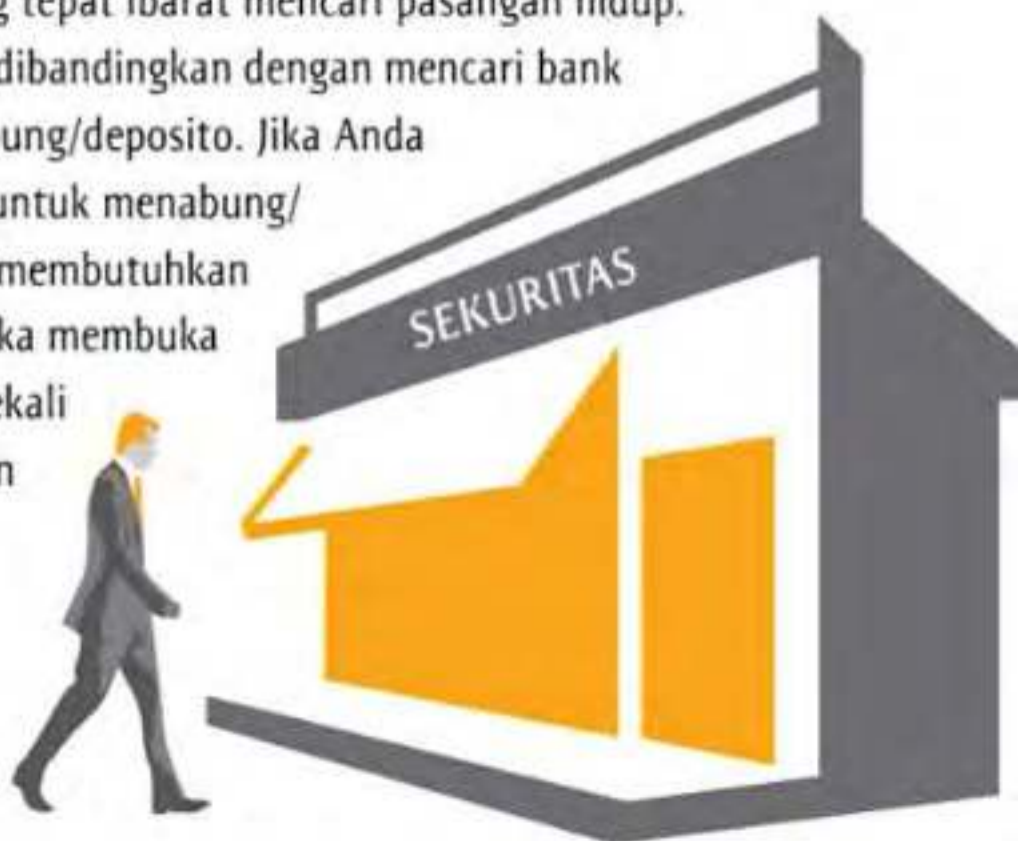 tepat ibarat mencari pasangan hidup.
dibandingkan dengan mencari bank
ung/deposito. Jika Anda
untuk menabung/
membutuhkan
ka membuka
ekali
n
SEKURITAS